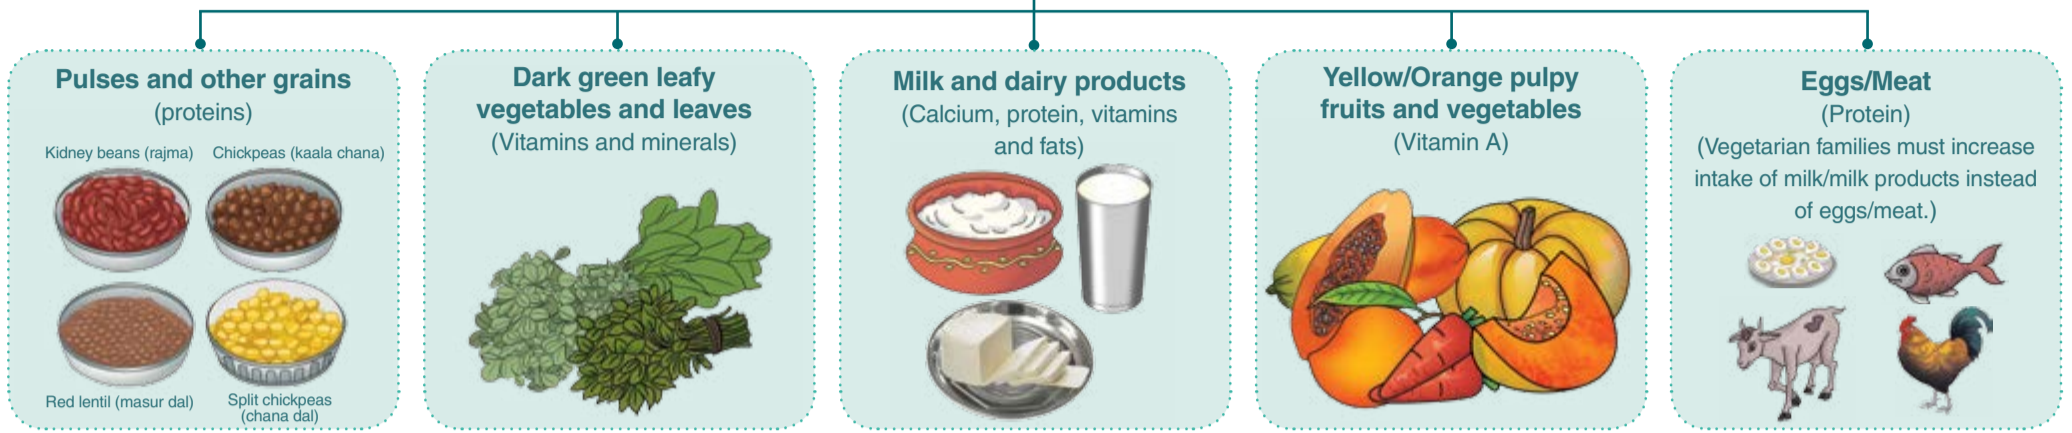 Pulses and other grains
(proteins)
Kidney beans (rajma)
Chickpeas (kaala chana)
Red lentil (masur dal)
Split chickpeas
(chana dal)
Dark green leafy
vegetables and leaves
(Vitamins and minerals)
Milk and dairy products
(Calcium, protein, vitamins
and fats)
Yellow/Orange pulpy
fruits and vegetables
(Vitamin A)
Eggs/Meat
(Protein)
(Vegetarian families must increase
intake of milk/milk products instead
of eggs/meat.)